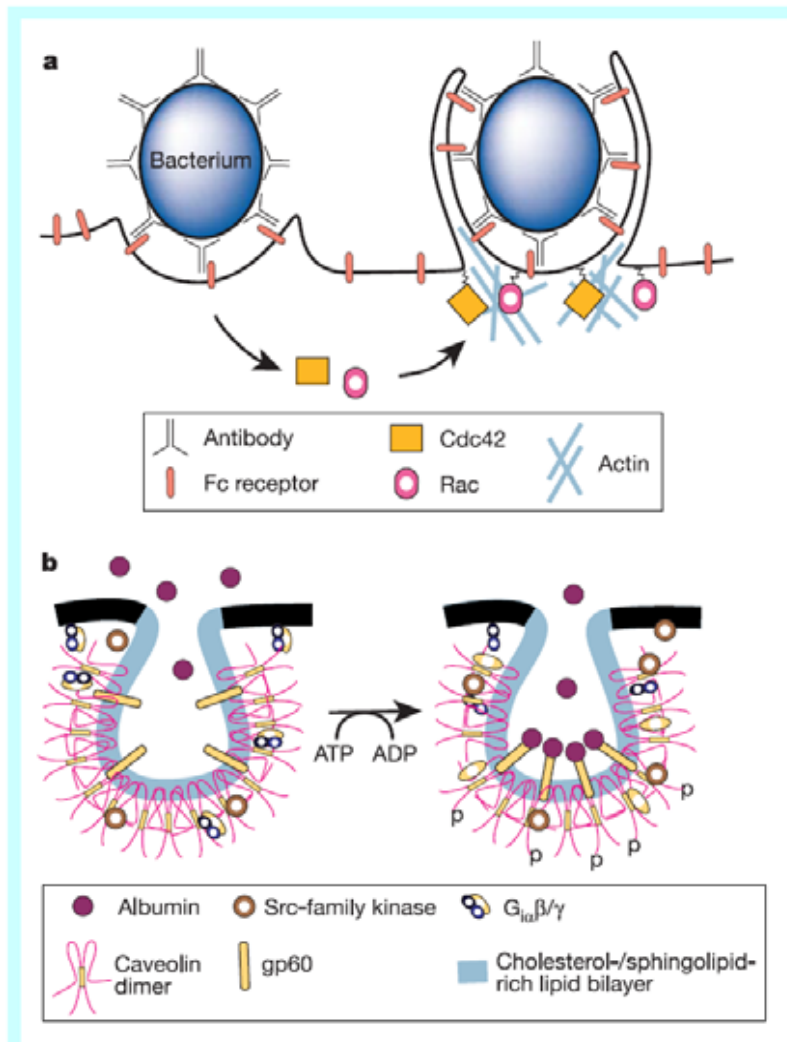 a
Bacterium
Antibody
Cdc42
Actin
Fc receptor
Rac
b
ATP
ADP
p
p
p
p
p
Albumin
Src-family kinase
Giαβ/γ
Caveolin
dimer
gp60
Cholesterol-/sphingolipid-
rich lipid bilayer